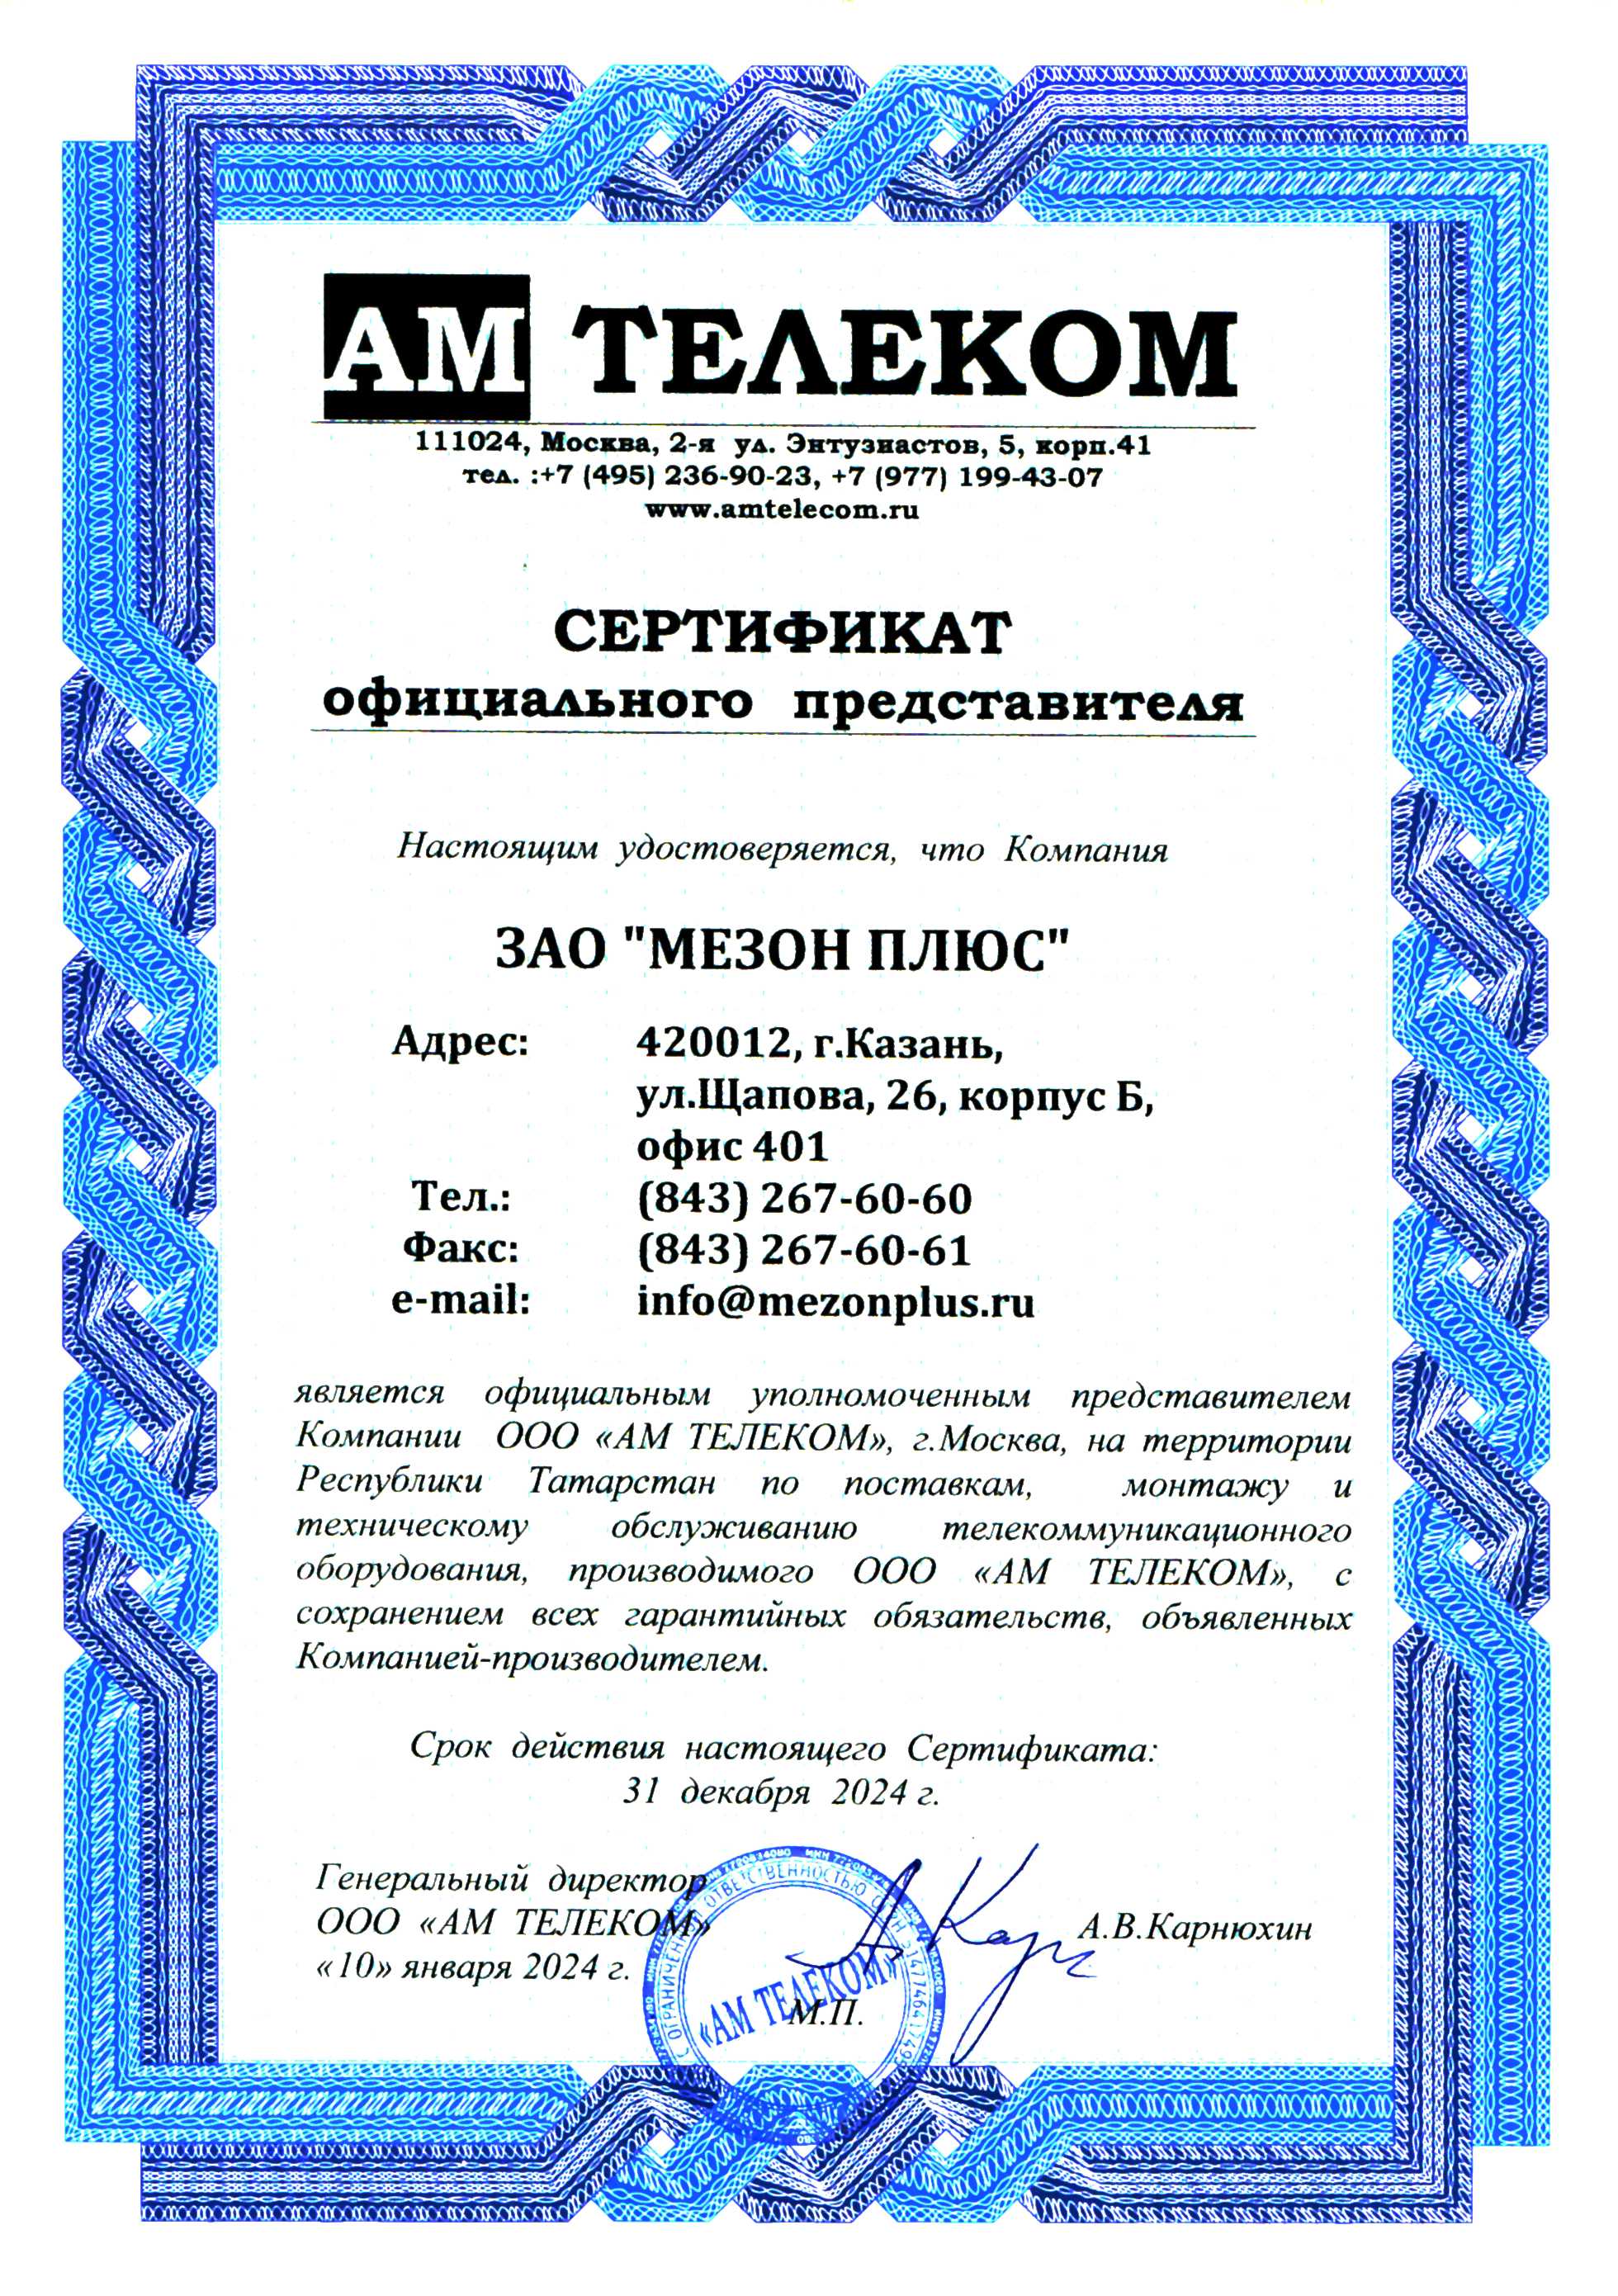 АМ ТЕЛЕКОМ
111024, Москва, 2-я ул. Энтузиастов, 5, корп.41
тел. :+7 (495) 236-90-23, +7 (977) 199-43-07
www.amtelecom.ru
СЕРТИФИКАТ
официального представителя
Настоящим удостоверяется, что Компания
ЗАО "МЕЗОН ПЛЮС"
Адрес: 420012, г.Казань,
ул.Щапова, 26, корпус Б,
офис 401
Тел.: (843) 267-60-60
Факс: (843) 267-60-61
e-mail: info@mezonplus.ru
является официальным уполномоченным представителем
Компании ООО «АМ ТЕЛЕКОМ», г.Москва, на территории
Республики Татарстан по поставкам, монтажу и
техническому обслуживанию телекоммуникационного
оборудования, производимого ООО «АМ ТЕЛЕКОМ», с
сохранением всех гарантийных обязательств, объявленных
Компанией-производителем.
Срок действия настоящего Сертификата:
31 декабря 2024 г.
Генеральный директор
ООО «АМ ТЕЛЕКОМ» А.В.Карнюхин
«10» января 2024 г.
М.П.
«АМ ТЕЛЕКОМ»
С ОГРАНИЧЕННОЙ ОТВЕТСТВЕННОСТЬЮ